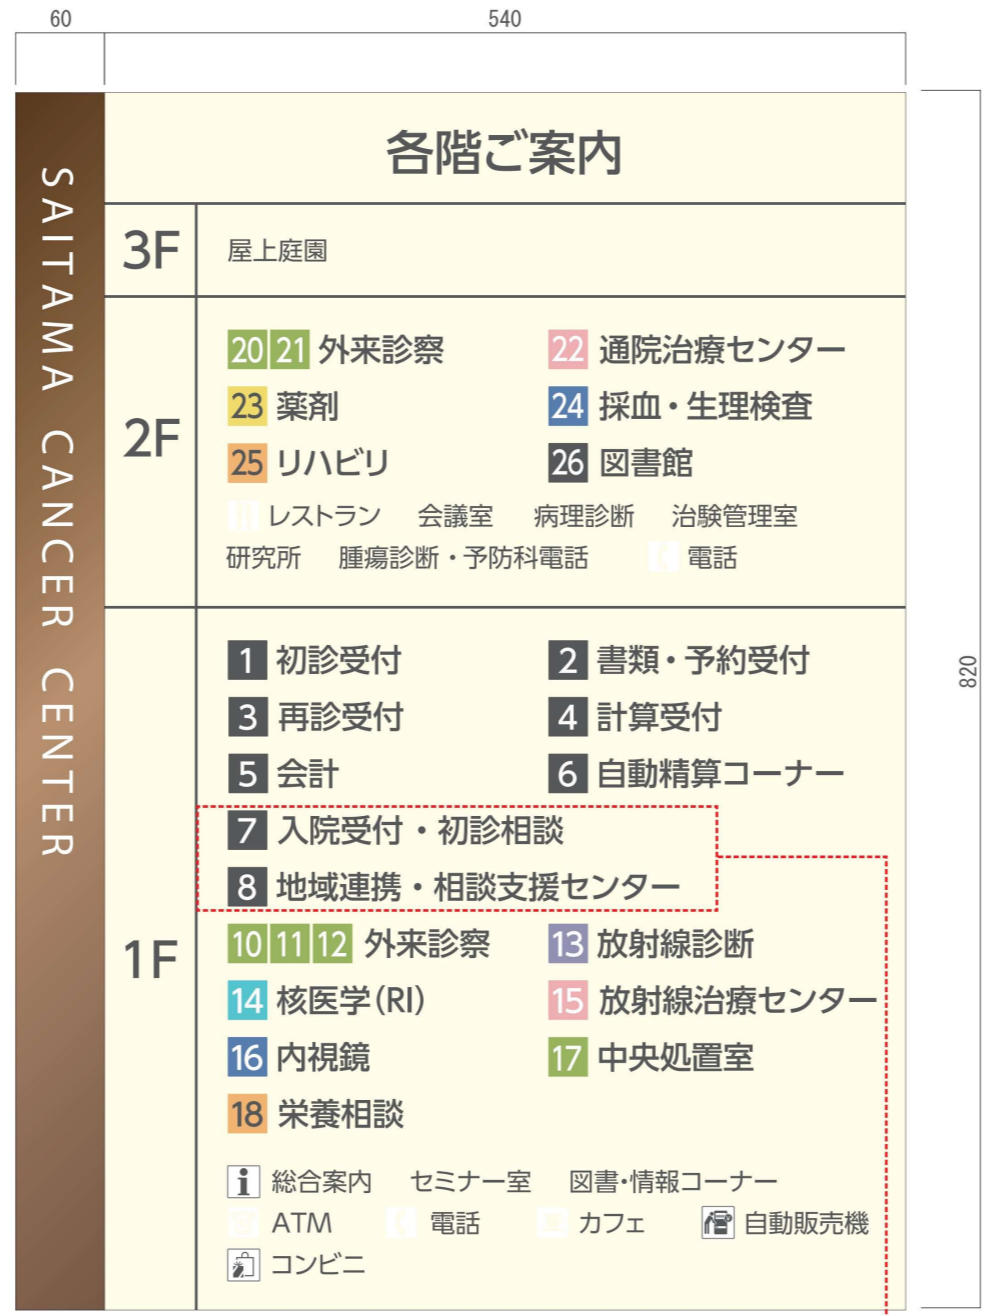 60
540
各階ご案内
SAITAMA CANCER CENTER
3F
屋上庭園
2F
20 21 外来診察 22 通院治療センター
23 薬剤 24 採血・生理検査
25 リハビリ 26 図書館
レストラン 会議室 病理診断 治験管理室
研究所 腫瘍診断・予防科電話 電話
1F
1 初診受付 2 書類・予約受付
3 再診受付 4 計算受付
5 会計 6 自動精算コーナー
7 入院受付・初診相談
8 地域連携・相談支援センター
10 11 12 外来診察 13 放射線診断
14 核医学(RI) 15 放射線治療センター
16 内視鏡 17 中央処置室
18 栄養相談
i 総合案内 セミナー室 図書・情報コーナー
ATM 電話 カフェ 自動販売機
コンビニ
820